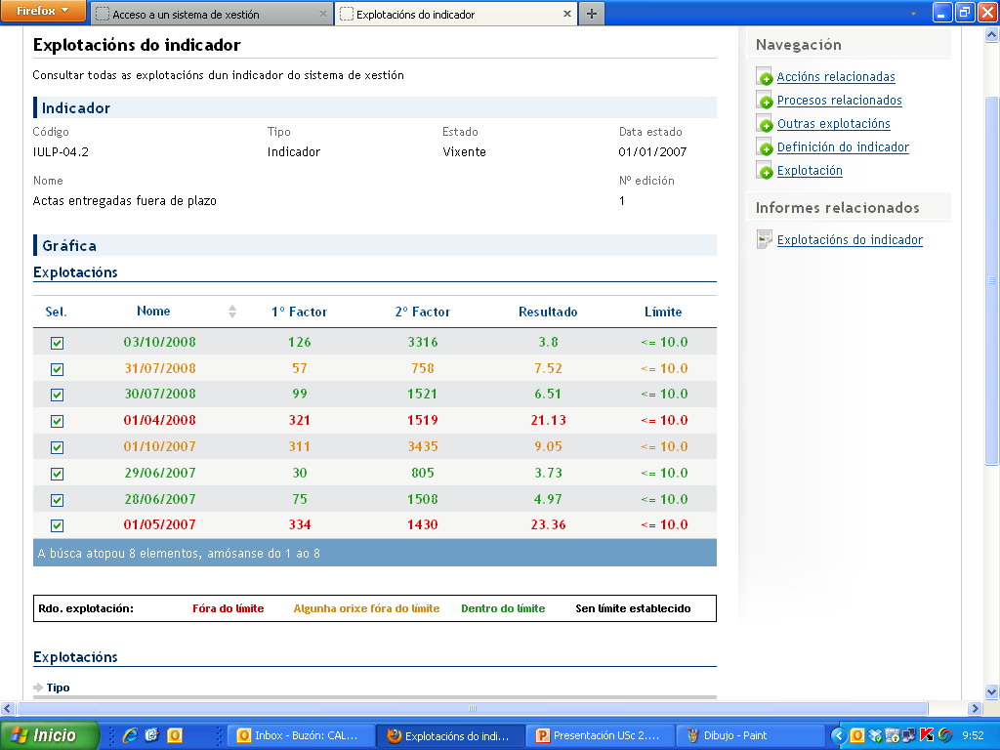 Firefox
Acceso a un sistema de xestión
Explotacións do indicador
Explotacións do indicador
Consultar todas as explotacións dun indicador do sistema de xestión
Indicador
Código Tipo Estado Data estado
IULP-04.2 Indicador Vixente 01/01/2007
Nome Nº edición
Actas entregadas fuera de plazo 1
Gráfica
Explotacións
Sel. Nome 1º Factor 2º Factor Resultado Límite
03/10/2008 126 3316 3.8 <= 10.0
31/07/2008 57 758 7.52 <= 10.0
30/07/2008 99 1521 6.51 <= 10.0
01/04/2008 321 1519 21.13 <= 10.0
01/10/2007 311 3435 9.05 <= 10.0
29/06/2007 30 805 3.73 <= 10.0
28/06/2007 75 1508 4.97 <= 10.0
01/05/2007 334 1430 23.36 <= 10.0
A búsca atopou 8 elementos, amósanse do 1 ao 8
Rdo. explotación: Fóra do límite Algunha orixe fóra do límite Dentro do límite Sen límite establecido
Explotacións
Tipo
Navegación
Accións relacionadas
Procesos relacionados
Outras explotacións
Definición do indicador
Explotación
Informes relacionados
Explotacións do indicador
Inicio
Inbox - Buzón: CAL...
Explotacións do indi...
Presentación USc 2....
Dibujo - Paint
9:52